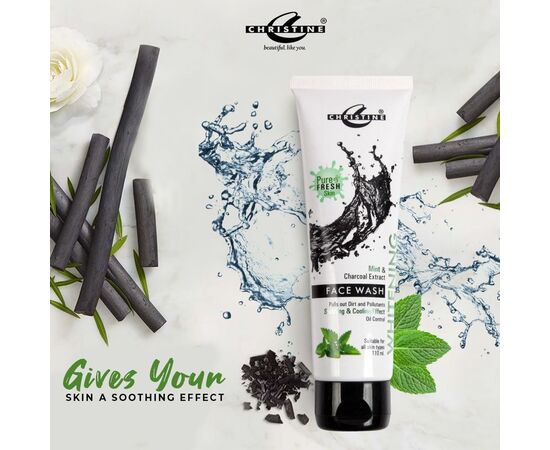 CHRISTINE ®
beautiful. like you.
CHRISTINE ®
Pure &
FRESH
Skin
Mint &
Charcoal Extract
FACE WASH
Pulls out Dirt and Pollutants
& Cooling Effect
Oil Control
Suitable for
all skin types
110 ml
WHITENING
Gives Your
SKIN A SOOTHING EFFECT